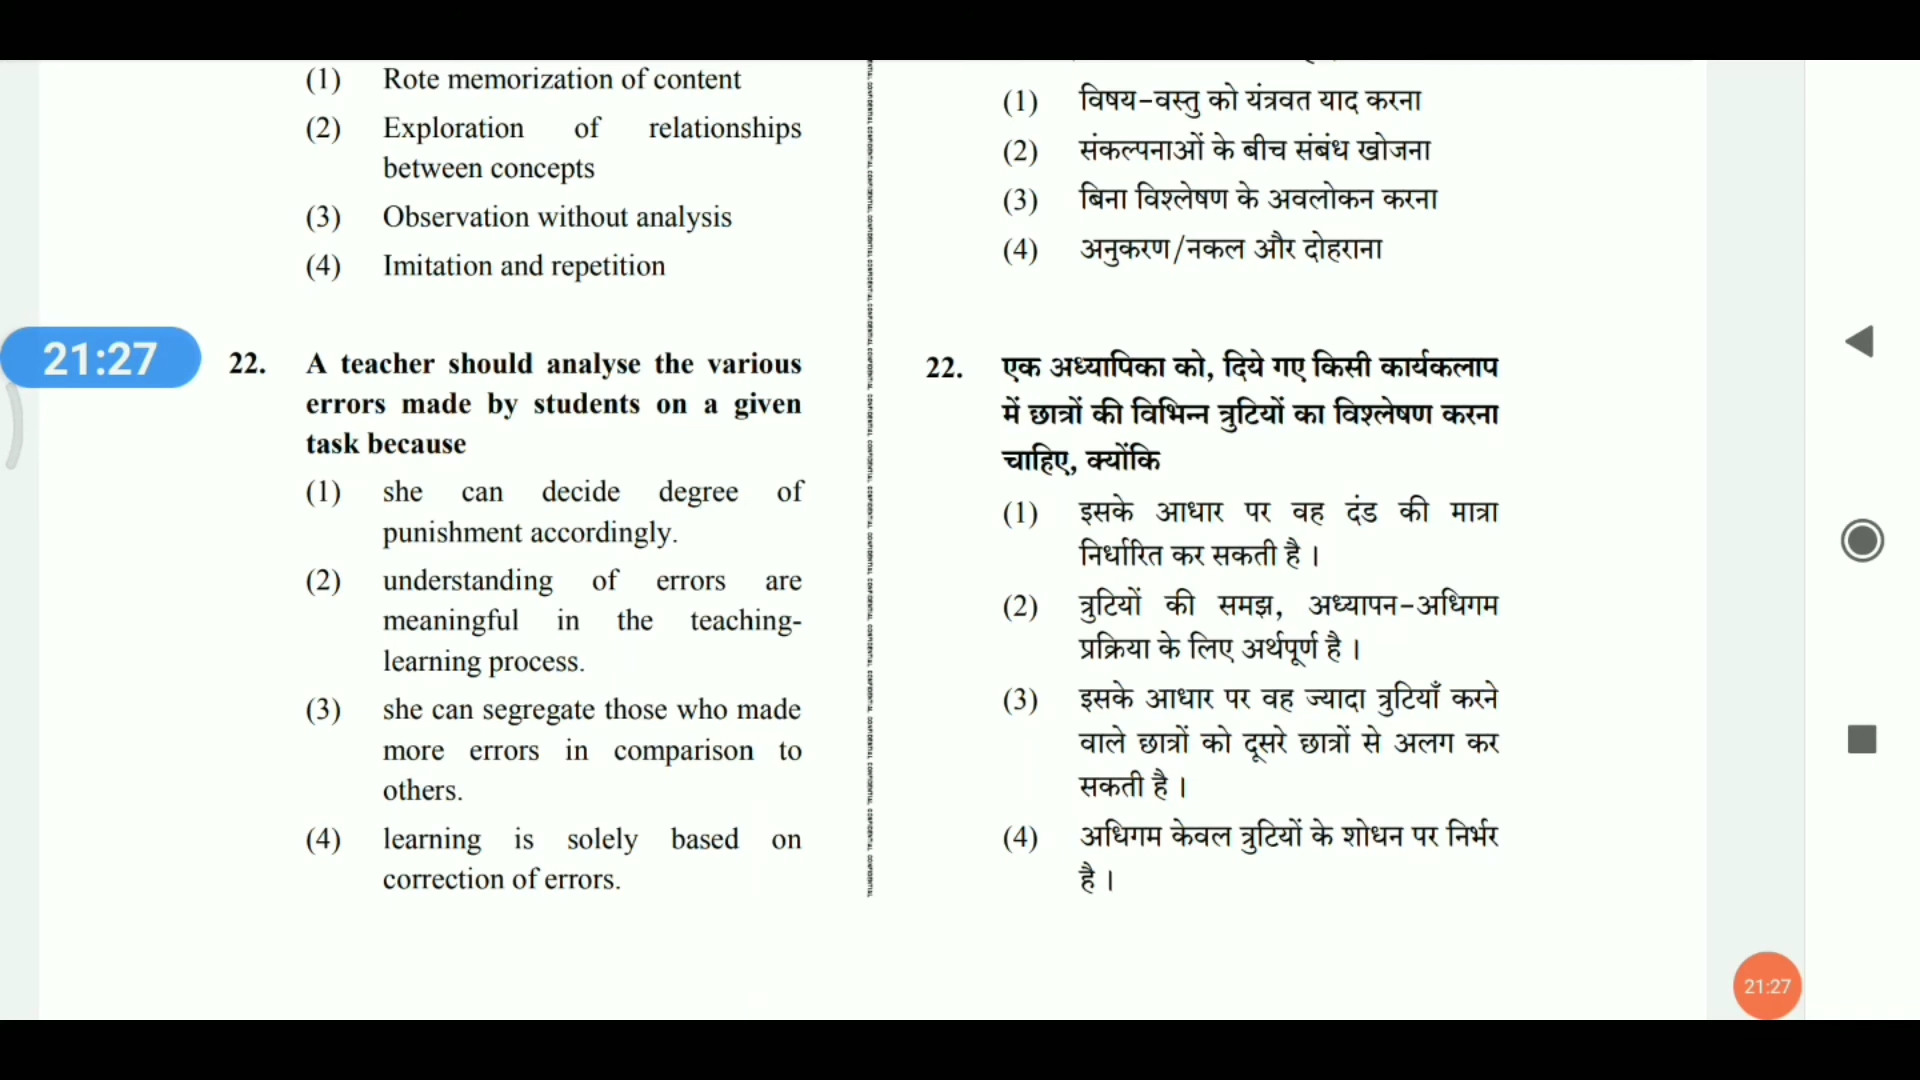 (1) Rote memorization of content
(2) Exploration of relationships
between concepts
(3) Observation without analysis
(4) Imitation and repetition
21:27
22. A teacher should analyse the various
errors made by students on a given
task because
(1) she can decide degree of
punishment accordingly.
(2) understanding of errors are
meaningful in the teaching-
learning process.
(3) she can segregate those who made
more errors in comparison to
others.
(4) learning is solely based on
correction of errors.
(1) विषय-वस्तु को यंत्रवत याद करना
(2) संकल्पनाओं के बीच संबंध खोजना
(3) बिना विश्लेषण के अवलोकन करना
(4) अनुकरण/नकल और दोहराना
22. एक अध्यापिका को, दिये गए किसी कार्यकलाप
में छात्रों की विभिन्न त्रुटियों का विश्लेषण करना
चाहिए, क्योंकि
(1) इसके आधार पर वह दंड की मात्रा
निर्धारित कर सकती है ।
(2) त्रुटियों की समझ, अध्यापन-अधिगम
प्रक्रिया के लिए अर्थपूर्ण है ।
(3) इसके आधार पर वह ज्यादा त्रुटियाँ करने
वाले छात्रों को दूसरे छात्रों से अलग कर
सकती है ।
(4) अधिगम केवल त्रुटियों के शोधन पर निर्भर
है ।
21:27